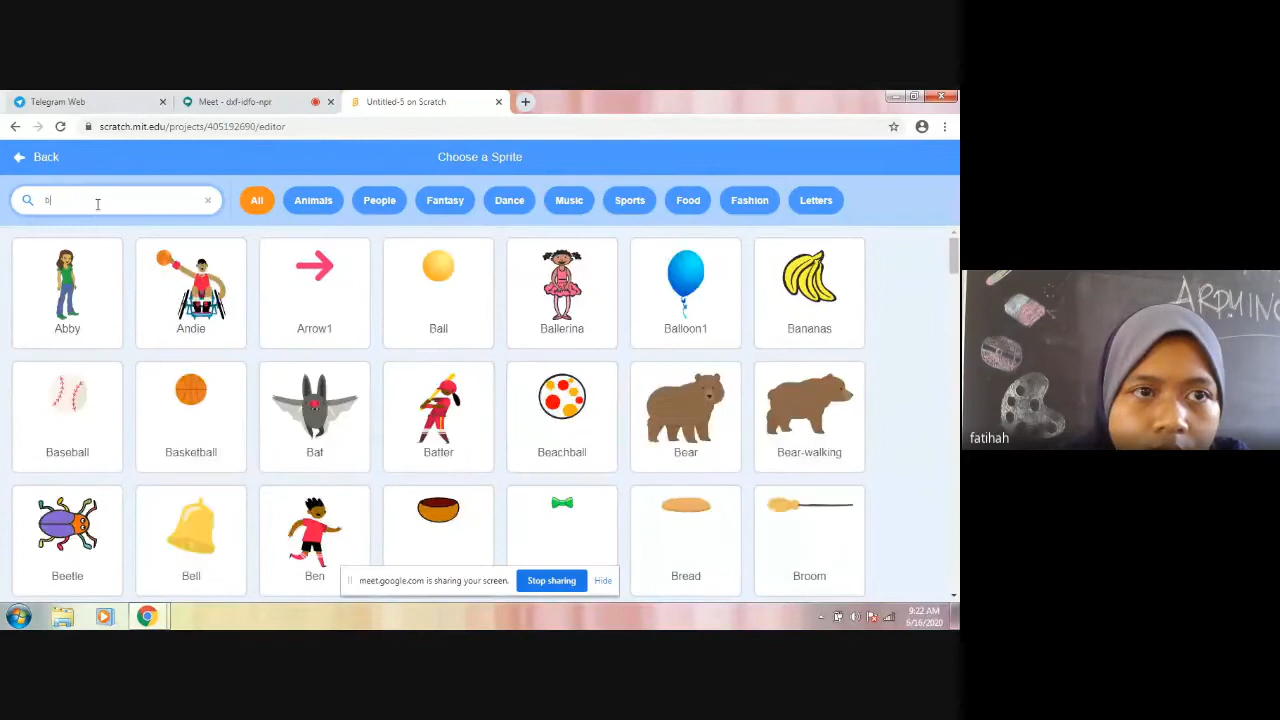 Telegram Web
Meet - dxf-idfo-npr
Untitled-5 on Scratch
scratch.mit.edu/projects/405192690/editor
Back
Choose a Sprite
b
All
Animals
People
Fantasy
Dance
Music
Sports
Food
Fashion
Letters
Abby
Andie
Arrow1
Ball
Ballerina
Balloon1
Bananas
Baseball
Basketball
Bat
Batter
Beachball
Bear
Bear-walking
Beetle
Bell
Ben
Bread
Broom
meet.google.com is sharing your screen.
Stop sharing
Hide
9:22 AM
6/16/2020
ARDUINO
fatihah